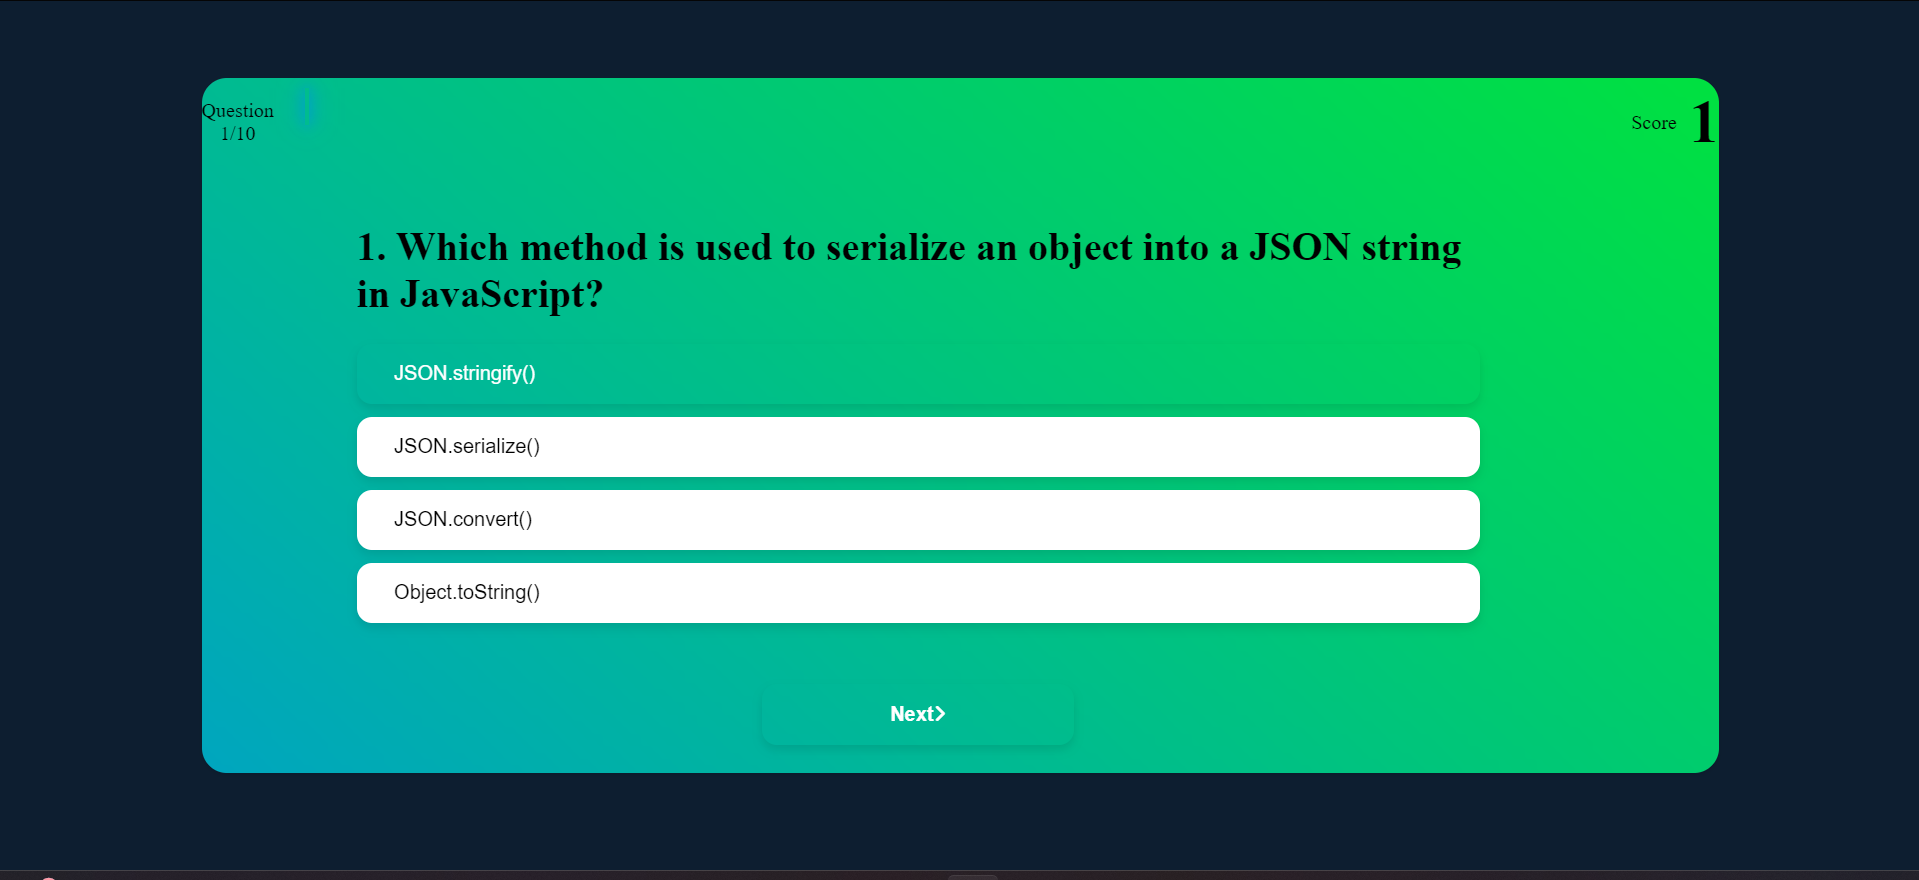 Question
1/10
Score 1
1. Which method is used to serialize an object into a JSON string
in JavaScript?
JSON.stringify()
JSON.serialize()
JSON.convert()
Object.toString()
Next